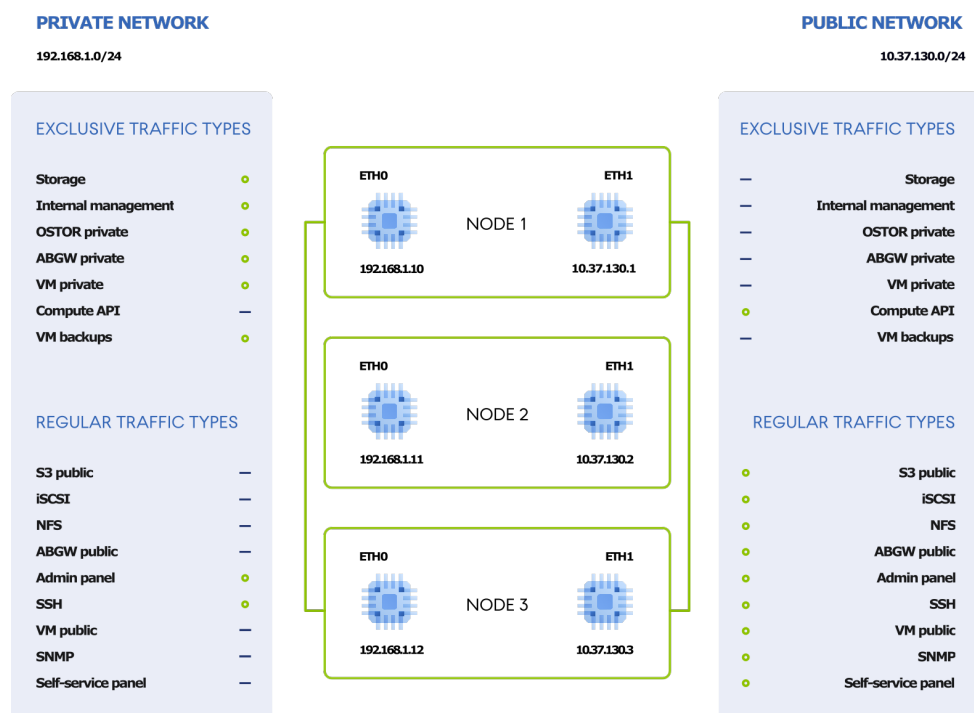 PRIVATE NETWORK
192.168.1.0/24
EXCLUSIVE TRAFFIC TYPES
Storage
Internal management
OSTOR private
ABGW private
VM private
Compute API
VM backups
REGULAR TRAFFIC TYPES
S3 public
iSCSI
NFS
ABGW public
Admin panel
SSH
VM public
SNMP
Self-service panel
ETH0
ETH1
NODE 1
192.168.1.10
10.37.130.1
ETH0
ETH1
NODE 2
192.168.1.11
10.37.130.2
ETH0
ETH1
NODE 3
192.168.1.12
10.37.130.3
PUBLIC NETWORK
10.37.130.0/24
EXCLUSIVE TRAFFIC TYPES
Storage
Internal management
OSTOR private
ABGW private
VM private
Compute API
VM backups
REGULAR TRAFFIC TYPES
S3 public
iSCSI
NFS
ABGW public
Admin panel
SSH
VM public
SNMP
Self-service panel